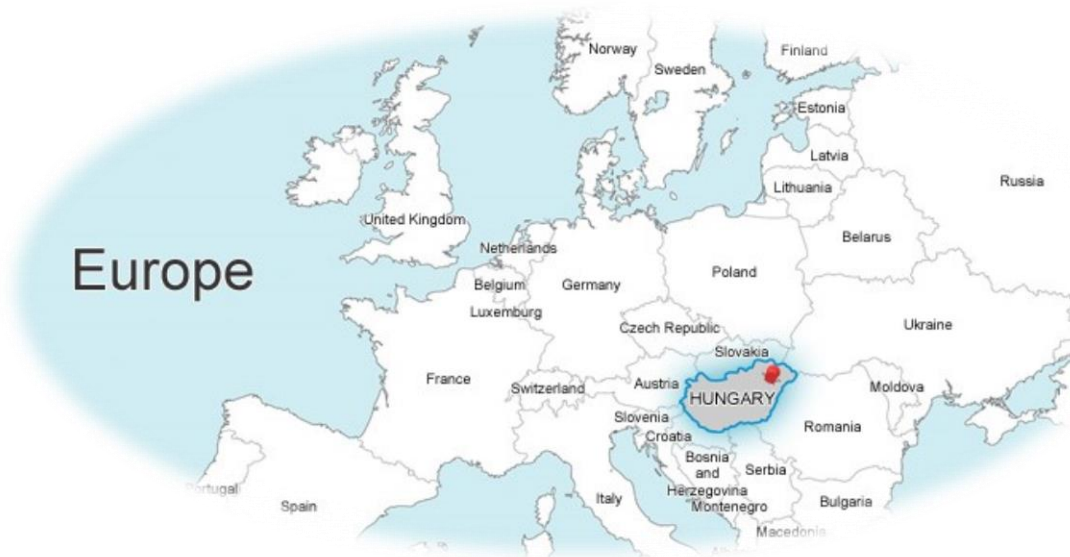 Norway
Finland
Sweden
Estonia
Latvia
Russia
Lithuania
United Kingdom
Belarus
Netherlands
Europe
Poland
Belgium
Germany
Luxemburg
Ukraine
Czech Republic
Slovakia
France
Switzerland
Austria
Moldova
HUNGARY
Slovenia
Romania
Croatia
Bosnia
and
Herzegovina
Serbia
Portugal
Spain
Italy
Montenegro
Bulgaria
Macedonia